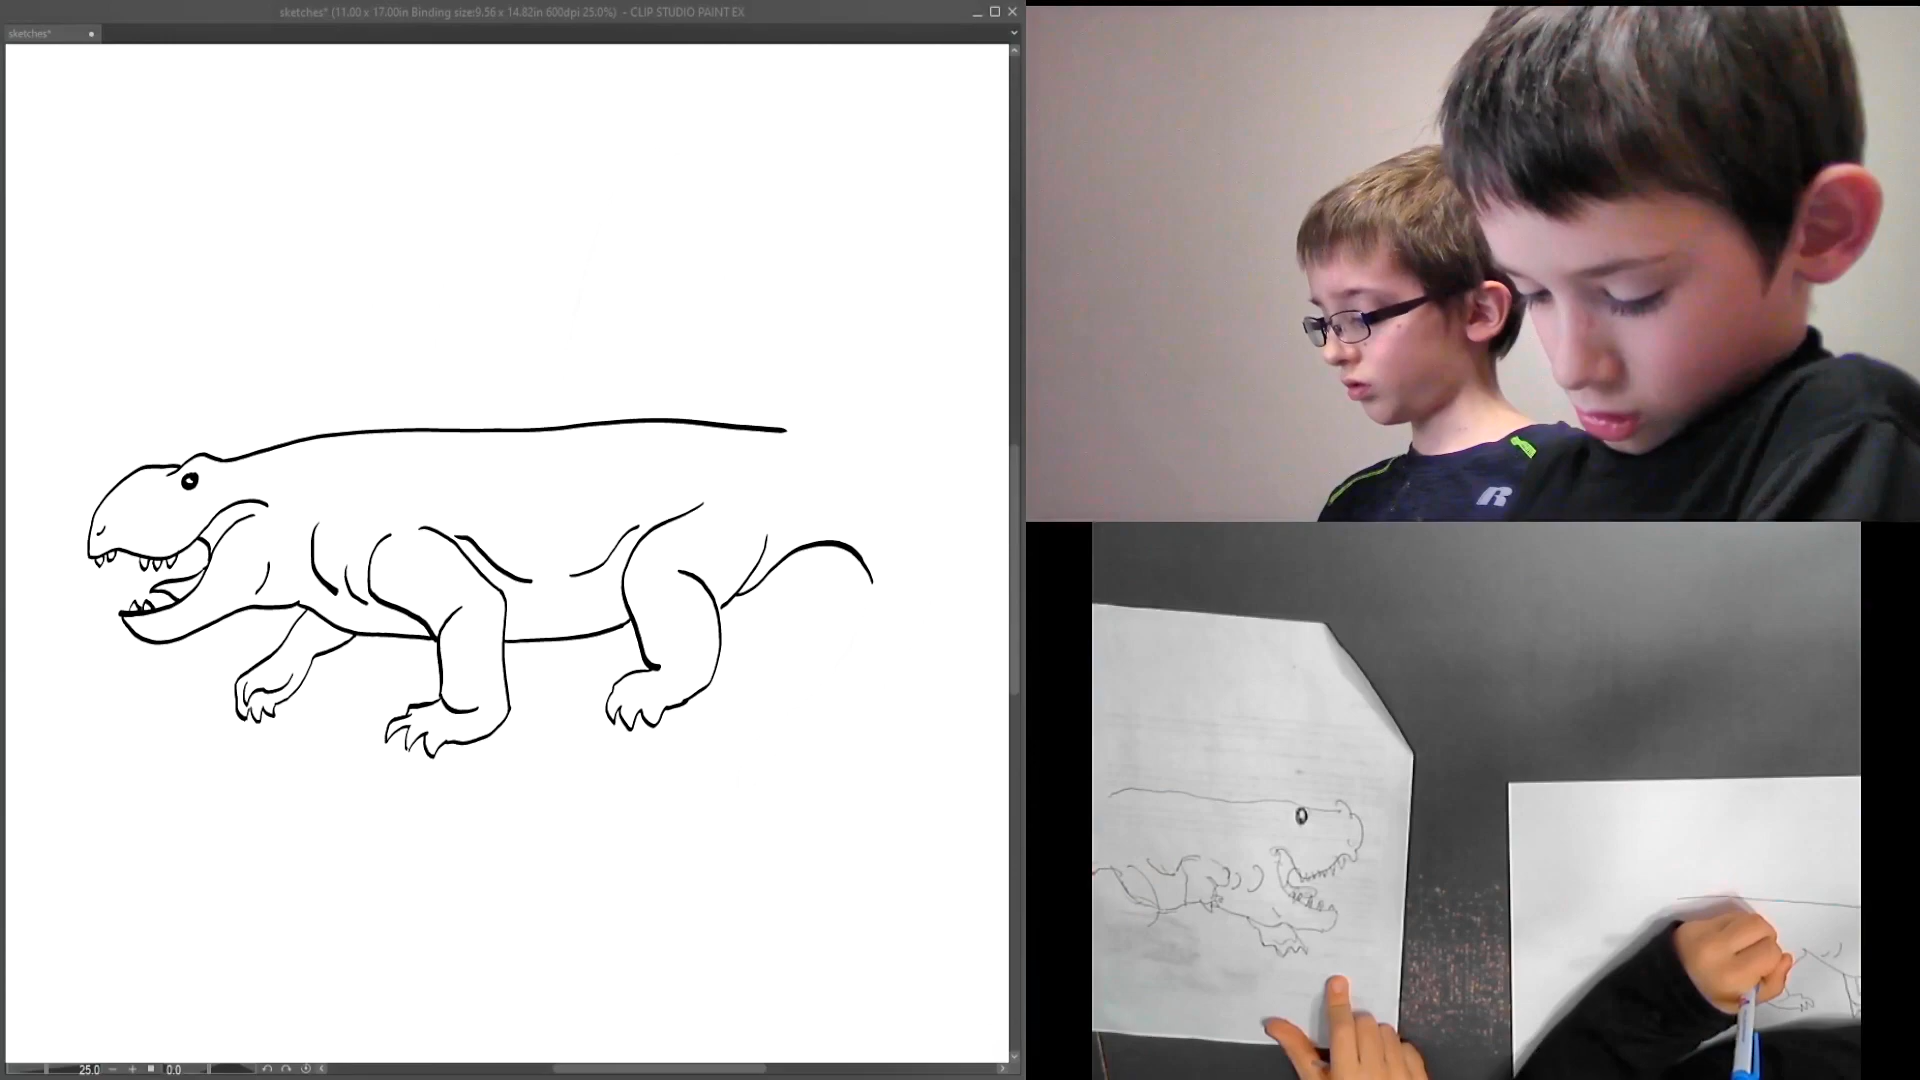 sketches* (11.00 x 17.00in Binding size:9.56 x 14.82in 600dpi 25.0%) - CLIP STUDIO PAINT EX
sketches*
R
25.0
0.0